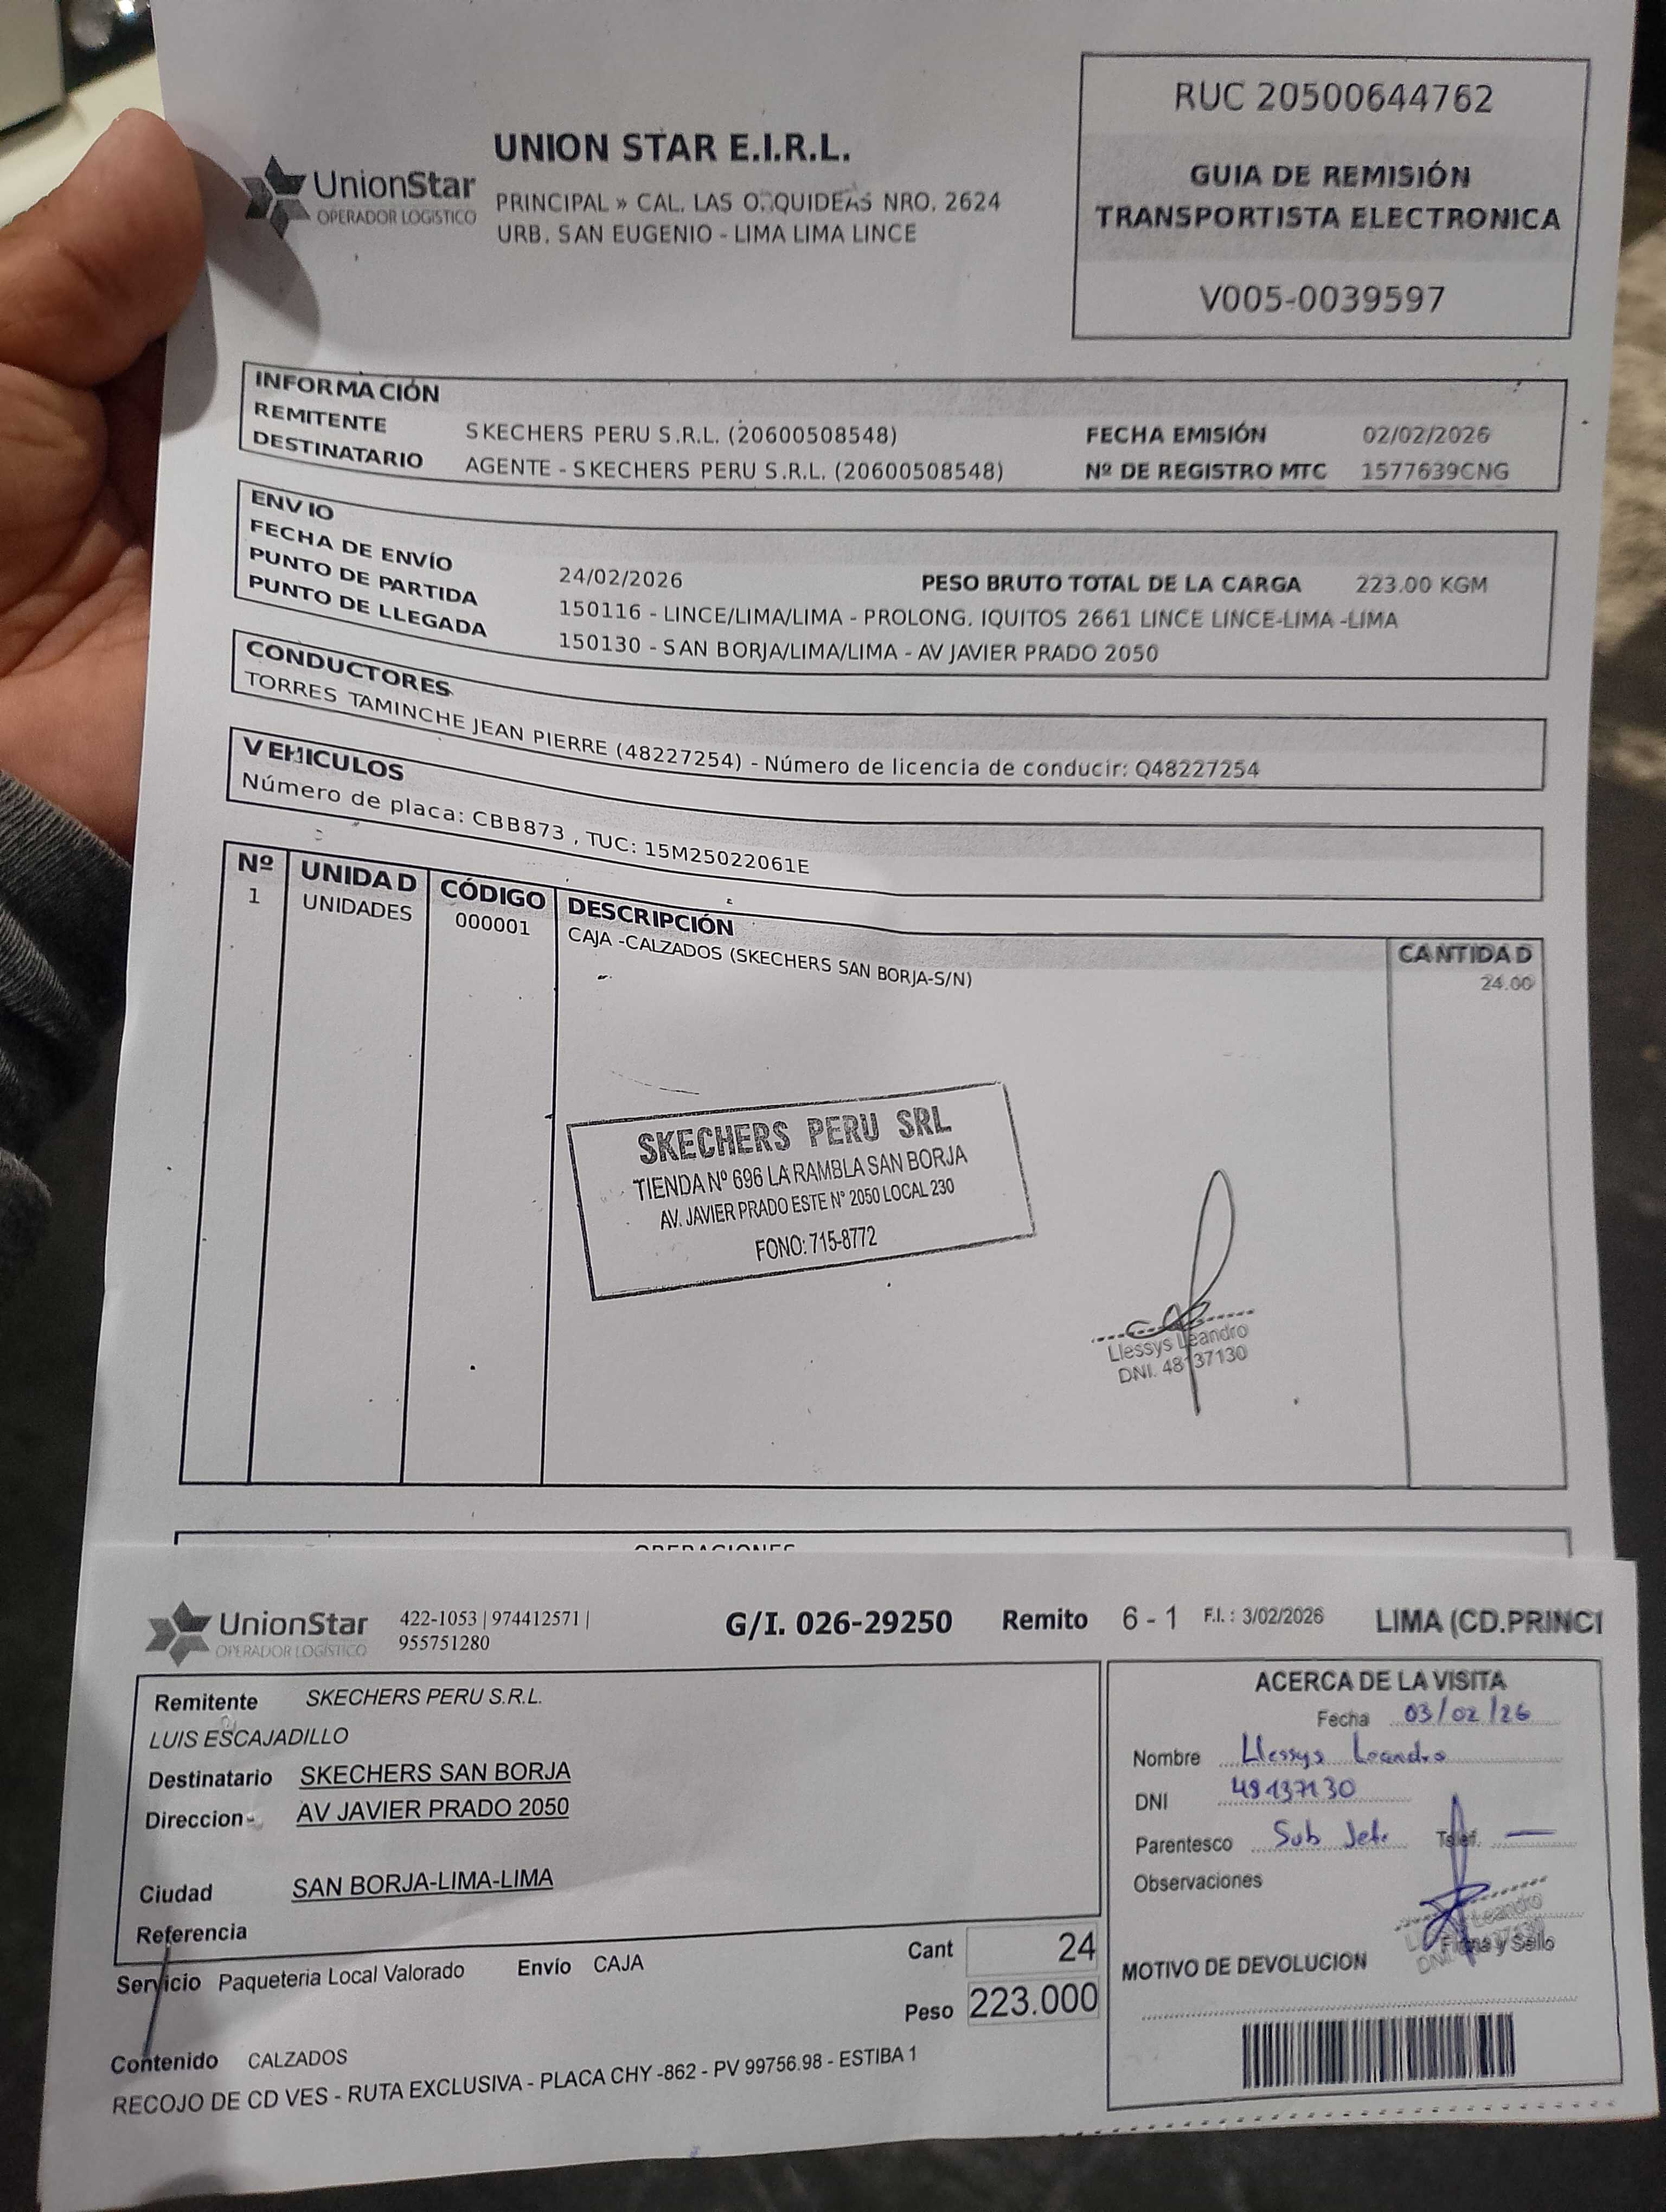 UnionStar
OPERADOR LOGÍSTICO
UNION STAR E.I.R.L.
PRINCIPAL » CAL. LAS ORQUIDEAS NRO. 2624
URB. SAN EUGENIO - LIMA LIMA LINCE
RUC 20500644762
GUIA DE REMISIÓN
TRANSPORTISTA ELECTRONICA
V005-0039597
INFORMACIÓN
REMITENTE SKECHERS PERU S.R.L. (20600508548) FECHA EMISIÓN 02/02/2026
DESTINATARIO AGENTE - SKECHERS PERU S.R.L. (20600508548) Nº DE REGISTRO MTC 1577639CNG
ENVIO
FECHA DE ENVÍO 24/02/2026 PESO BRUTO TOTAL DE LA CARGA 223.00 KGM
PUNTO DE PARTIDA 150116 - LINCE/LIMA/LIMA - PROLONG. IQUITOS 2661 LINCE LINCE-LIMA -LIMA
PUNTO DE LLEGADA 150130 - SAN BORJA/LIMA/LIMA - AV JAVIER PRADO 2050
CONDUCTORES
TORRES TAMINCHE JEAN PIERRE (48227254) - Número de licencia de conducir: Q48227254
VEHICULOS
Número de placa: CBB873 , TUC: 15M25022061E
Nº UNIDAD CÓDIGO DESCRIPCIÓN CANTIDAD
1 UNIDADES 000001 CAJA -CALZADOS (SKECHERS SAN BORJA-S/N) 24.00
SKECHERS PERU SRL
TIENDA Nº 696 LA RAMBLA SAN BORJA
AV. JAVIER PRADO ESTE N° 2050 LOCAL 230
FONO: 715-8772
Llessys Leandro
DNI. 48137130
OPERACIONES
UnionStar
OPERADOR LOGÍSTICO
422-1053 | 974412571 |
955751280
G/I. 026-29250 Remito 6 - 1 F.I. : 3/02/2026 LIMA (CD.PRINCI
Remitente SKECHERS PERU S.R.L.
LUIS ESCAJADILLO
Destinatario SKECHERS SAN BORJA
Direccion AV JAVIER PRADO 2050
Ciudad SAN BORJA-LIMA-LIMA
Referencia
Servicio Paqueteria Local Valorado Envío CAJA
Cant 24
Peso 223.000
Contenido CALZADOS
RECOJO DE CD VES - RUTA EXCLUSIVA - PLACA CHY -862 - PV 99756.98 - ESTIBA 1
ACERCA DE LA VISITA
Fecha 03/02/26
Nombre Llessys Leandro
DNI 48137130
Parentesco Sub Jefe Telef. —
Observaciones
Leandro
Firma y Sello
DNI.
MOTIVO DE DEVOLUCION